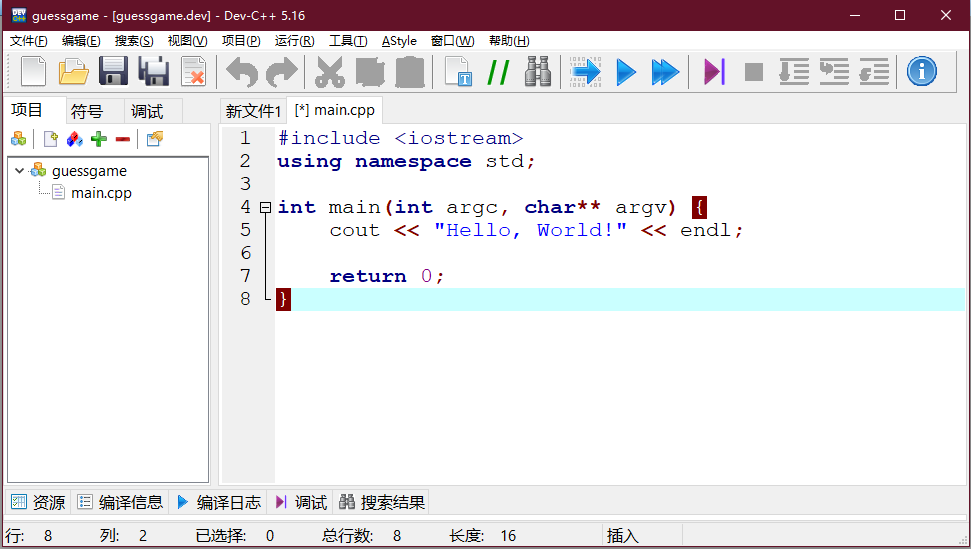 guessgame - [guessgame.dev] - Dev-C++ 5.16
文件(F) 编辑(E) 搜索(S) 视图(V) 项目(P) 运行(R) 工具(T) AStyle 窗口(W) 帮助(H)
项目 符号 调试
新文件1 [*] main.cpp
guessgame
main.cpp
1 #include <iostream>
2 using namespace std;
3
4 int main(int argc, char** argv) {
5 cout << "Hello, World!" << endl;
6
7 return 0;
8 }
资源 编译信息 编译日志 调试 搜索结果
行: 8 列: 2 已选择: 0 总行数: 8 长度: 16 插入